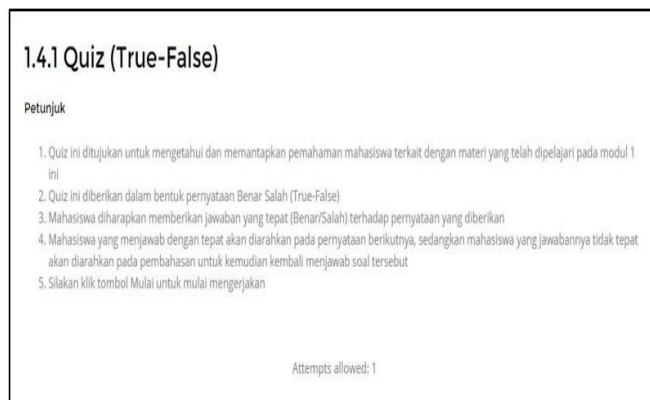 1.4.1 Quiz (True-False)
Petunjuk
1. Quiz ini ditujukan untuk mengetahui dan memantapkan pemahaman mahasiswa terkait dengan materi yang telah dipelajari pada modul 1
ini
2. Quiz ini diberikan dalam bentuk pernyataan Benar Salah (True-False)
3. Mahasiswa diharapkan memberikan jawaban yang tepat (Benar/Salah) terhadap pernyataan yang diberikan
4. Mahasiswa yang menjawab dengan tepat akan diarahkan pada pernyataan berikutnya, sedangkan mahasiswa yang jawabannya tidak tepat
akan diarahkan pada pembahasan untuk kemudian kembali menjawab soal tersebut
5. Silakan klik tombol Mulai untuk mulai mengerjakan
Attempts allowed: 1